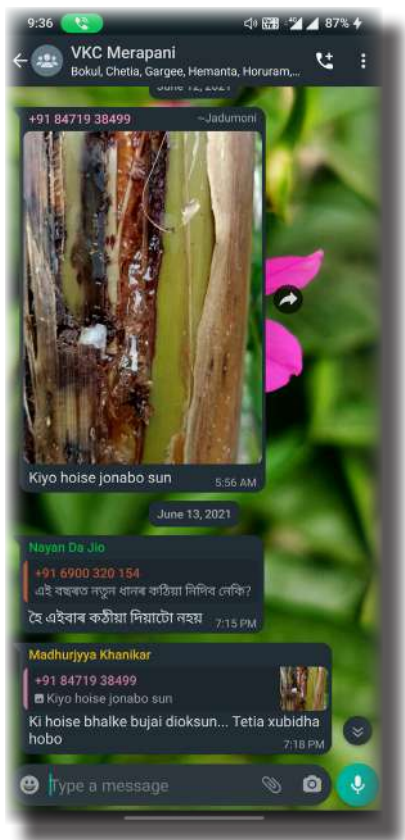 9:36
87%
VKC Merapani
Bokul, Chetia, Gargee, Hemanta, Horuram,...
June 12, 2021
+91 84719 38499 ~Jadumoni
Kiyo hoise jonabo sun
5:56 AM
June 13, 2021
Nayan Da Jio
+91 6900 320 154
এই বছৰত নতুন ধানৰ কঠিয়া নিদিব নেকি?
হৈ এইবাৰ কঠীয়া দিয়াটো নহয়
7:15 PM
Madhurjyya Khanikar
+91 84719 38499
Kiyo hoise jonabo sun
Ki hoise bhalke bujai dioksun... Tetia xubidha
hobo
7:18 PM
Type a message